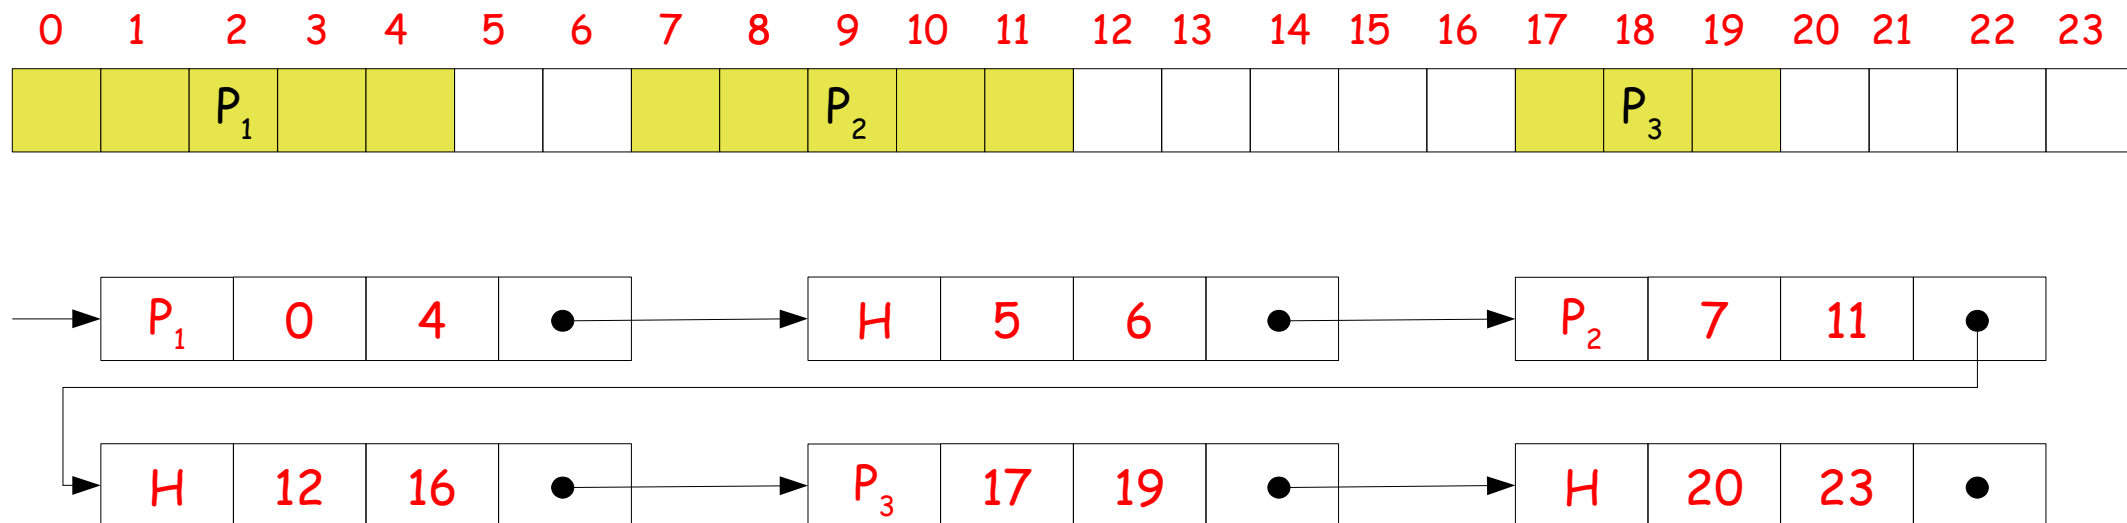 0 1 2 3 4 5 6 7 8 9 10 11 12 13 14 15 16 17 18 19 20 21 22 23
P₁ P₂ P₃
P₁ 0 4 H 5 6 P₂ 7 11
H 12 16 P₃ 17 19 H 20 23